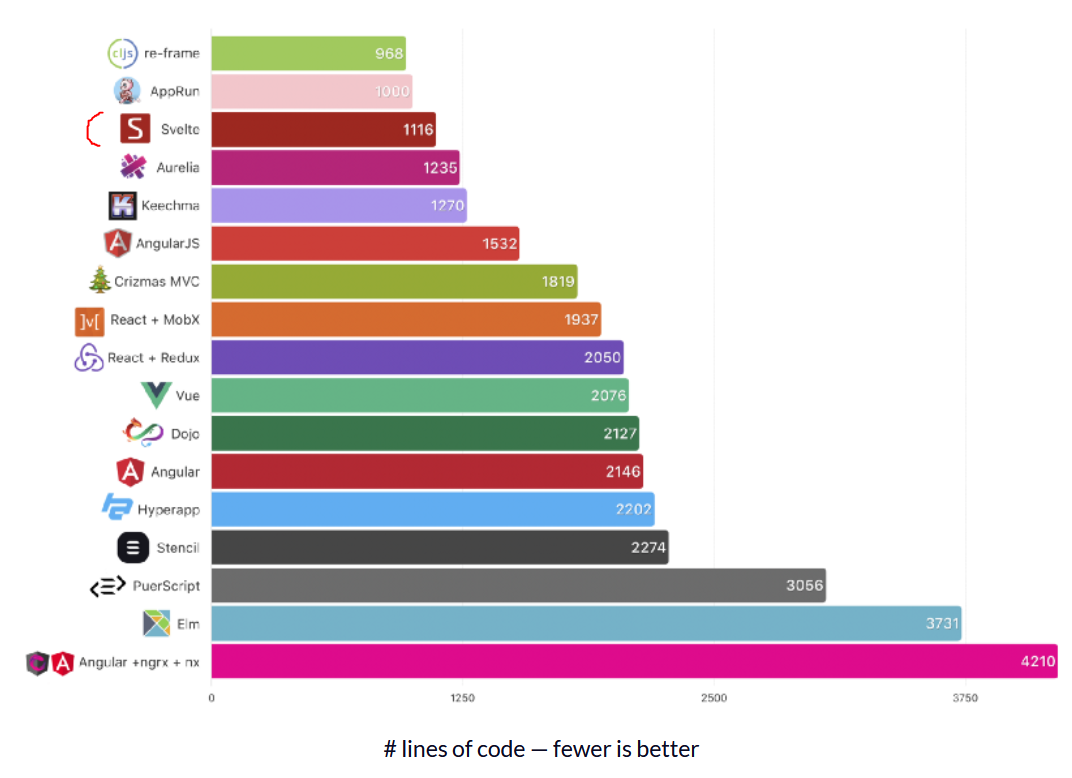 cljs re-frame 968
AppRun 1000
S Svelte 1116
Aurelia 1235
K Keechma 1270
A AngularJS 1532
Crizmas MVC 1819
]v[ React + MobX 1937
React + Redux 2050
Vue 2076
Dojo 2127
A Angular 2146
Hyperapp 2202
Stencil 2274
PuerScript 3056
Elm 3731
C A Angular +ngrx + nx 4210
0 1250 2500 3750
# lines of code — fewer is better